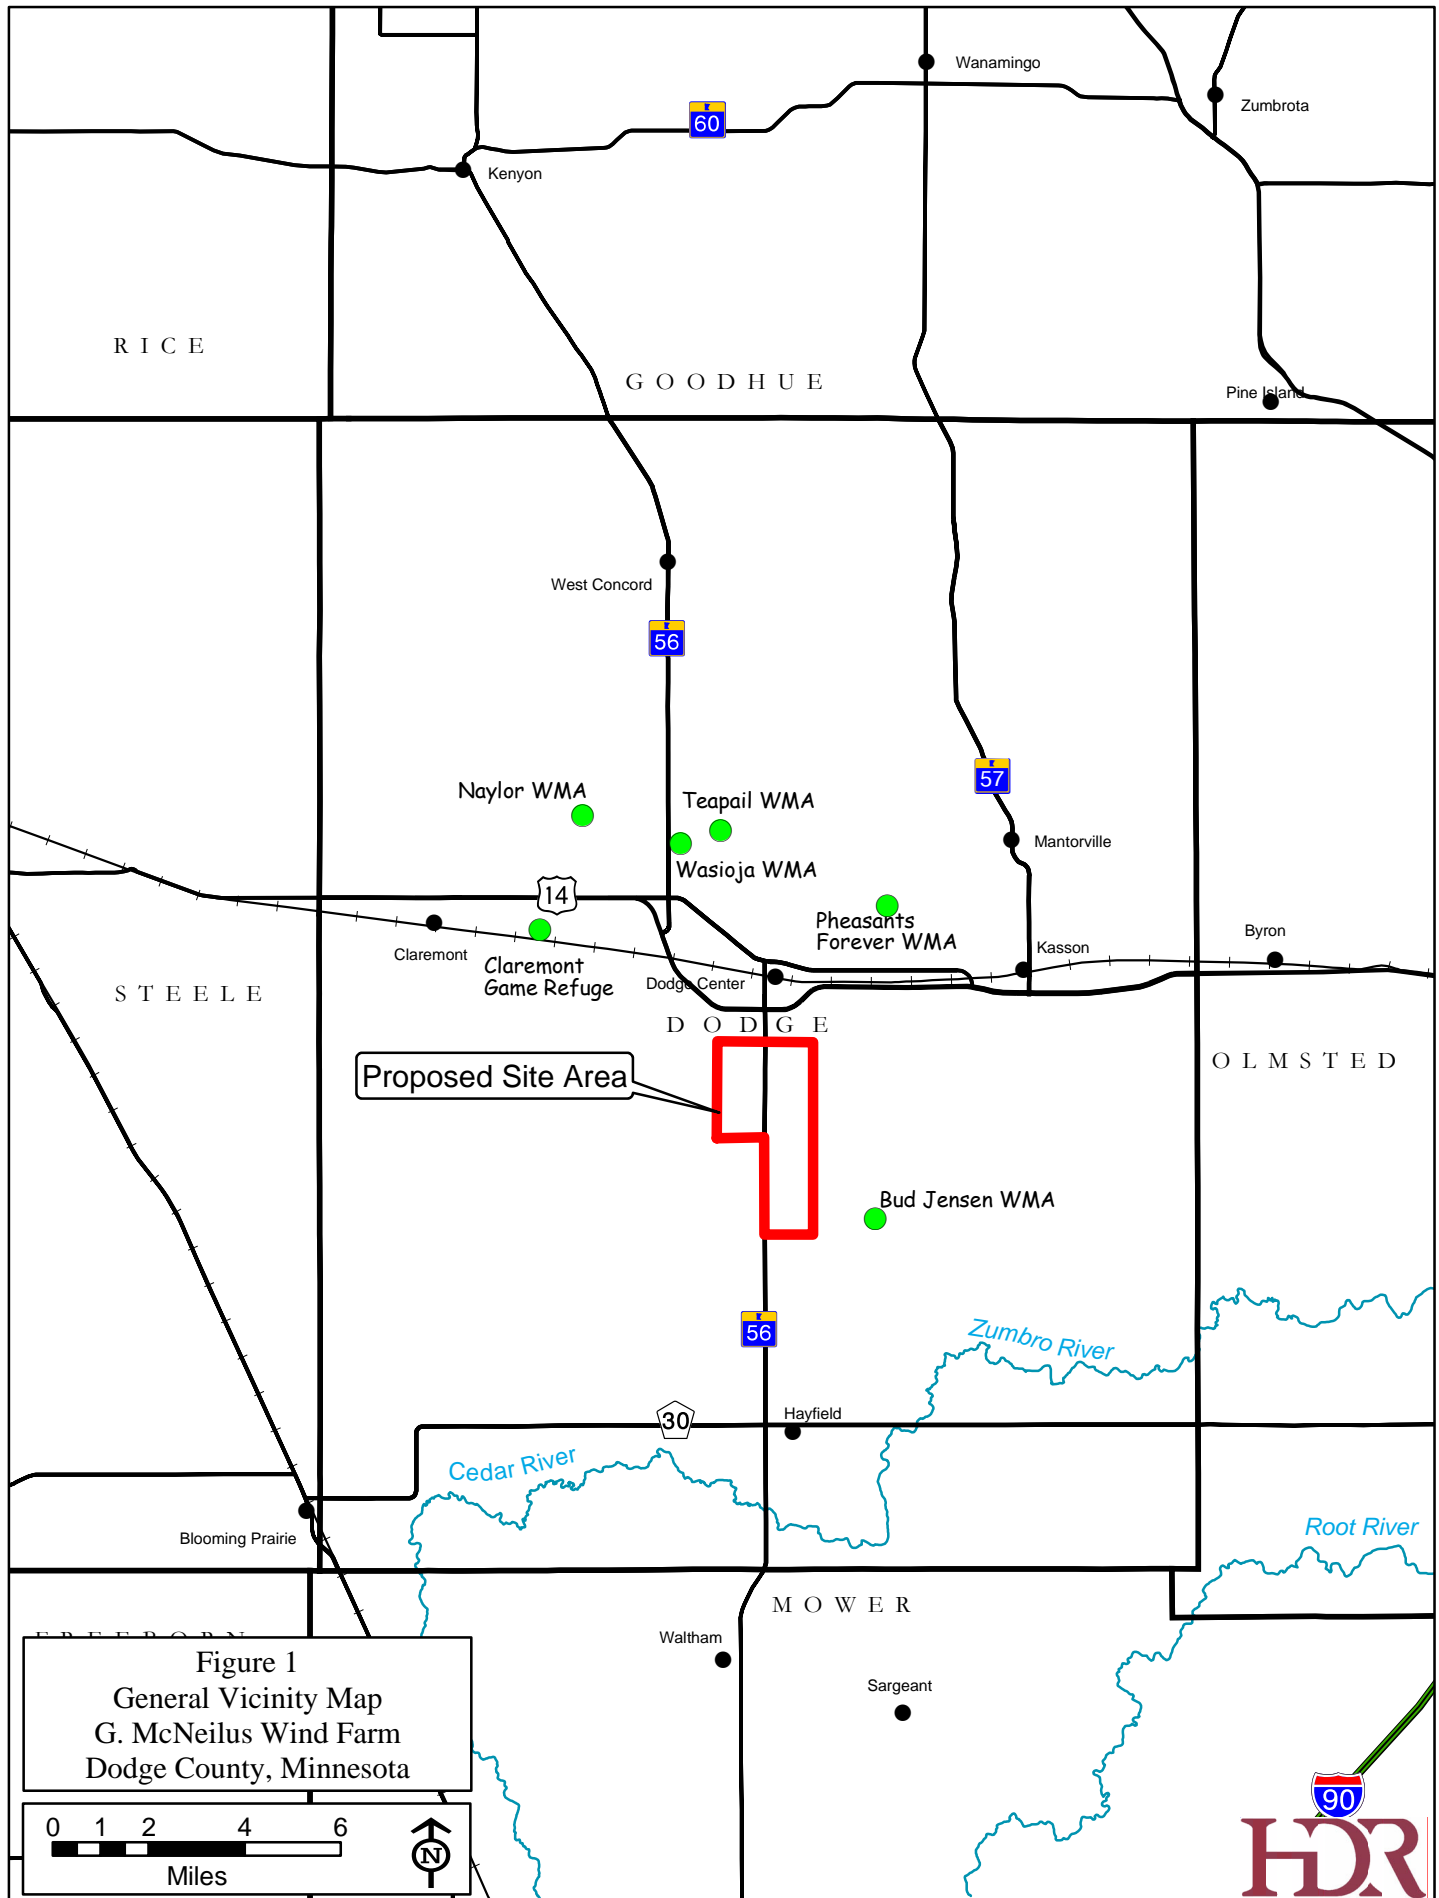 Wanamingo
Zumbrota
60
Kenyon
RICE
GOODHUE
Pine Island
West Concord
56
57
Naylor WMA
Teapail WMA
Mantorville
Wasioja WMA
14
Pheasants
Forever WMA
Claremont
Kasson
Byron
Claremont
Game Refuge
Dodge Center
STEELE
DODGE
OLMSTED
Proposed Site Area
Bud Jensen WMA
56
Zumbro River
30
Hayfield
Cedar River
Root River
Blooming Prairie
MOWER
FREEBORN
Waltham
Sargeant
Figure 1
General Vicinity Map
G. McNeilus Wind Farm
Dodge County, Minnesota
90
0 1 2 4 6
Miles
N
HDR